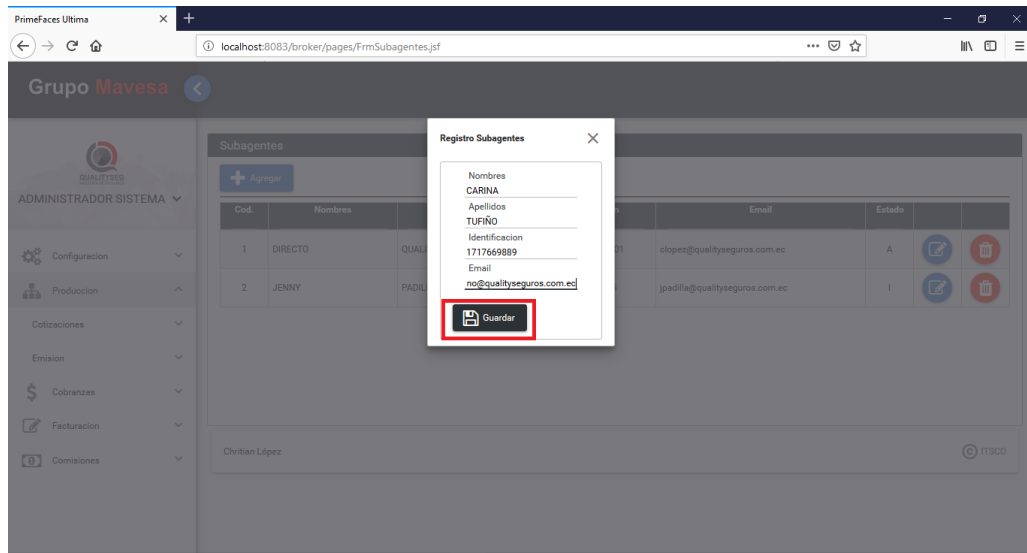 PrimeFaces Ultima
localhost:8083/broker/pages/FrmSubagentes.jsf
Grupo Mavesa
QUALITYSEG
ADMINISTRADOR SISTEMA
Configuracion
Produccion
Cotizaciones
Emision
Cobranzas
Facturacion
Comisiones
Subagentes
Agregar
Cod. Nombres Email Estado
1 DIRECTO QUALI 01 clopez@qualityseguros.com.ec A
2 JENNY PADIL jpadilla@qualityseguros.com.ec I
Registro Subagentes
Nombres
CARINA
Apellidos
TUFIÑO
Identificacion
1717669889
Email
no@qualityseguros.com.ec
Guardar
Chritian López
© ITSCO